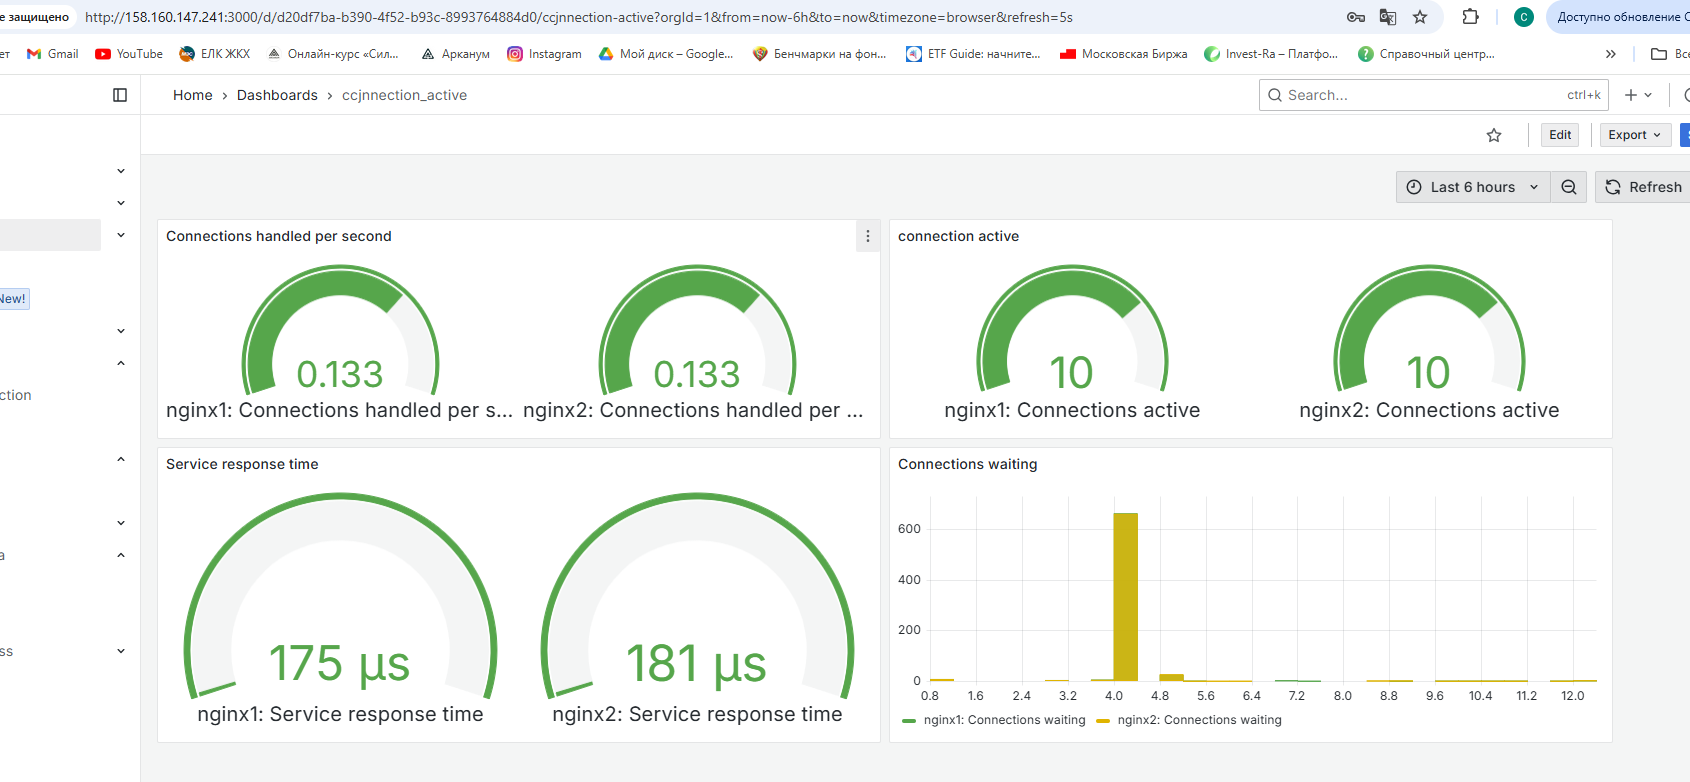 е защищено http://158.160.147.241:3000/d/d20df7ba-b390-4f52-b93c-8993764884d0/ccjnnection-active?orgId=1&from=now-6h&to=now&timezone=browser&refresh=5s C Доступно обновление C
ет Gmail YouTube ЕЛК ЖКХ Онлайн-курс «Сил... Арканум Instagram Мой диск – Google... Бенчмарки на фон... ETF Guide: начните... Московская Биржа Invest-Ra – Платфо... Справочный центр... » Все
Home › Dashboards › ccjnnection_active Search... ctrl+k
Edit Export
Last 6 hours Refresh
Connections handled per second
0.133 0.133
nginx1: Connections handled per s... nginx2: Connections handled per ...
connection active
10 10
nginx1: Connections active nginx2: Connections active
New!
ction
a
ss
Service response time
175 µs 181 µs
nginx1: Service response time nginx2: Service response time
Connections waiting
600
400
200
0
0.8 1.6 2.4 3.2 4.0 4.8 5.6 6.4 7.2 8.0 8.8 9.6 10.4 11.2 12.0
nginx1: Connections waiting nginx2: Connections waiting